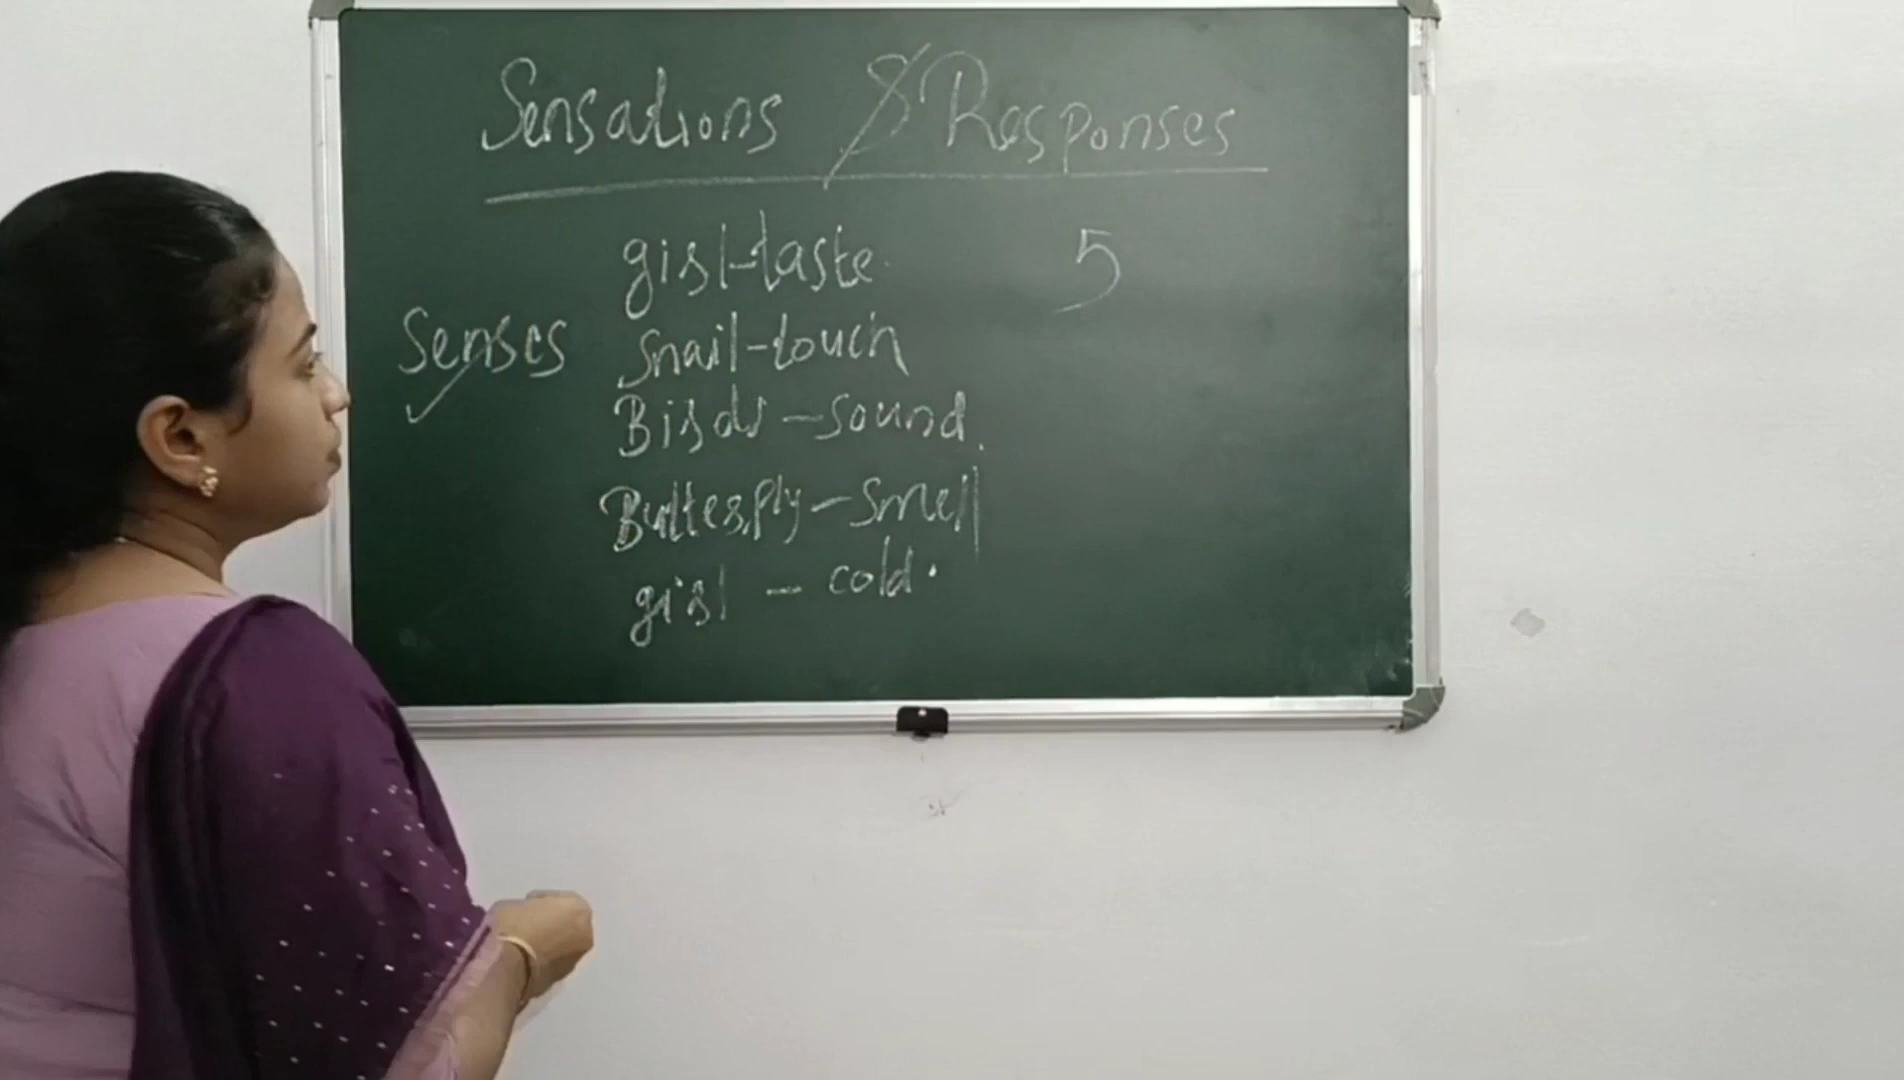 Sensations & Responses
girl-taste.
5
Senses
Snail-touch
Birds-sound.
Butterfly-Smell
girl - cold.